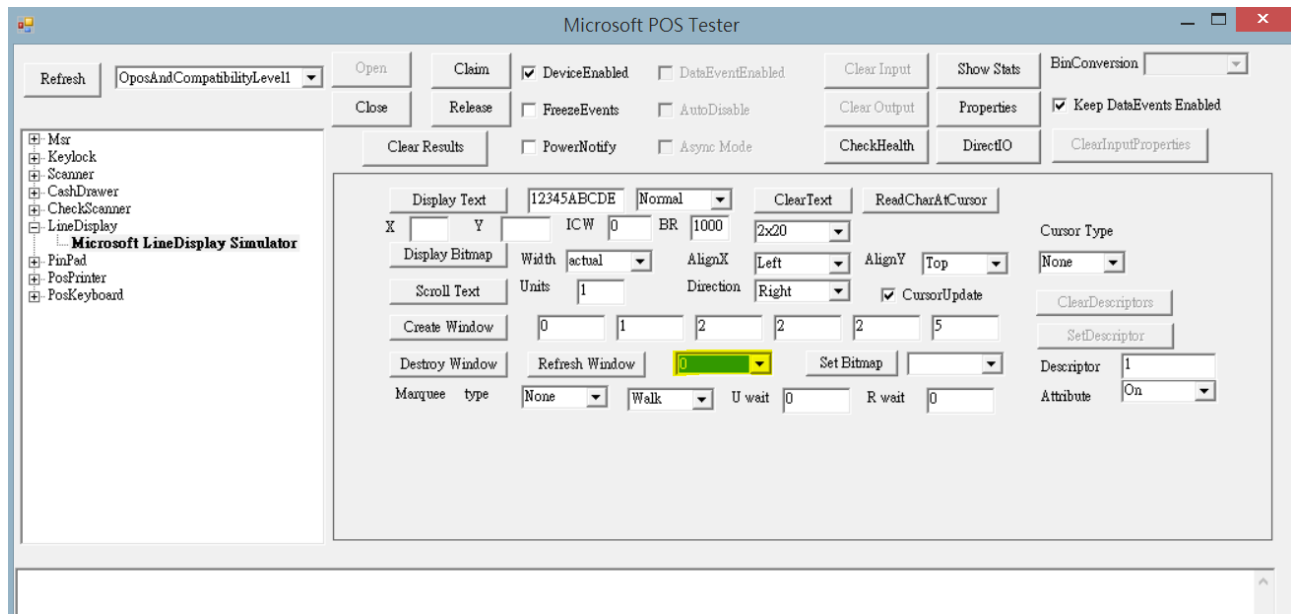 Microsoft POS Tester
Refresh OposAndCompatibilityLevel1 Open Claim DeviceEnabled DataEventEnabled Clear Input Show Stats BinConversion
Close Release FreezeEvents AutoDisable Clear Output Properties Keep DataEvents Enabled
Clear Results PowerNotify Async Mode CheckHealth DirectIO ClearInputProperties
Msr
Keylock
Scanner
CashDrawer
CheckScanner
LineDisplay
Microsoft LineDisplay Simulator
PinPad
PosPrinter
PosKeyboard
Display Text 12345ABCDE Normal ClearText ReadCharAtCursor
X Y ICW 0 BR 1000 2x20 Cursor Type
Display Bitmap Width actual AlignX Left AlignY Top None
Scroll Text Units 1 Direction Right CursorUpdate ClearDescriptors
Create Window 0 1 2 2 2 5 SetDescriptor
Destroy Window Refresh Window 0 Set Bitmap Descriptor 1
Marquee type None Walk U wait 0 R wait 0 Attribute On